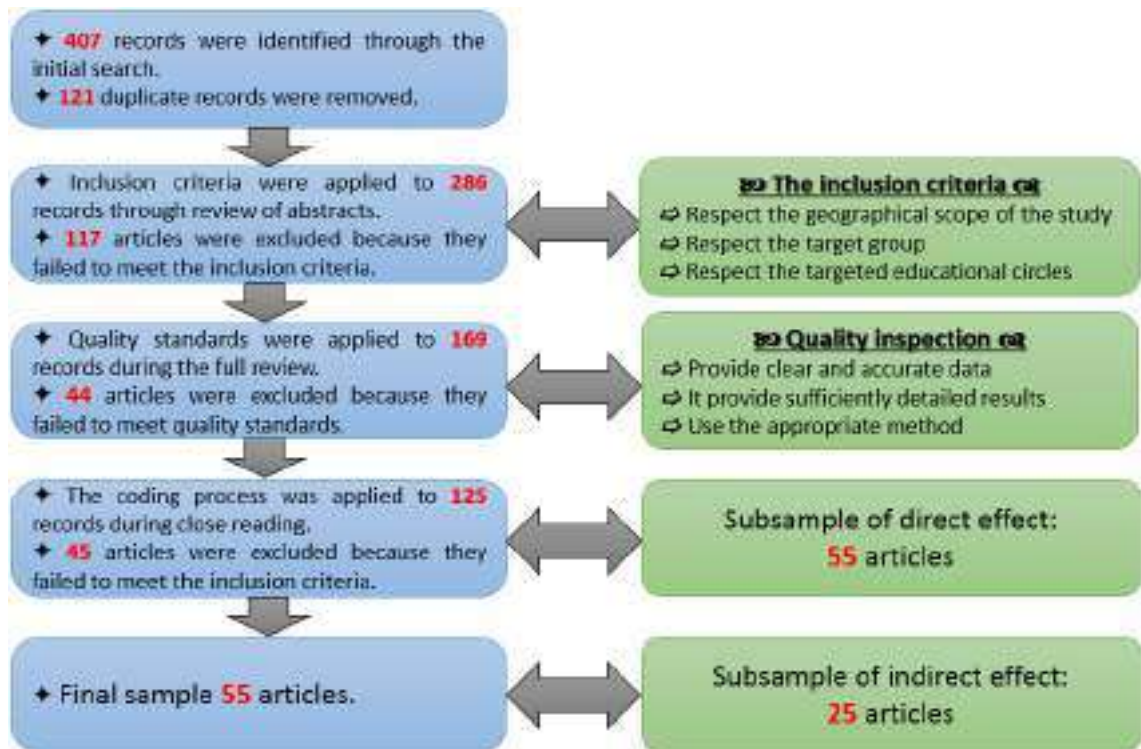 ✦ 407 records were identified through the
initial search.
✦ 121 duplicate records were removed.
✦ Inclusion criteria were applied to 286
records through review of abstracts.
✦ 117 articles were excluded because they
failed to meet the inclusion criteria.
The inclusion criteria
➪ Respect the geographical scope of the study
➪ Respect the target group
➪ Respect the targeted educational circles
✦ Quality standards were applied to 169
records during the full review.
✦ 44 articles were excluded because they
failed to meet quality standards.
Quality inspection
➪ Provide clear and accurate data
➪ It provide sufficiently detailed results
➪ Use the appropriate method
✦ The coding process was applied to 125
records during close reading.
✦ 45 articles were excluded because they
failed to meet the inclusion criteria.
Subsample of direct effect:
55 articles
✦ Final sample 55 articles.
Subsample of indirect effect:
25 articles